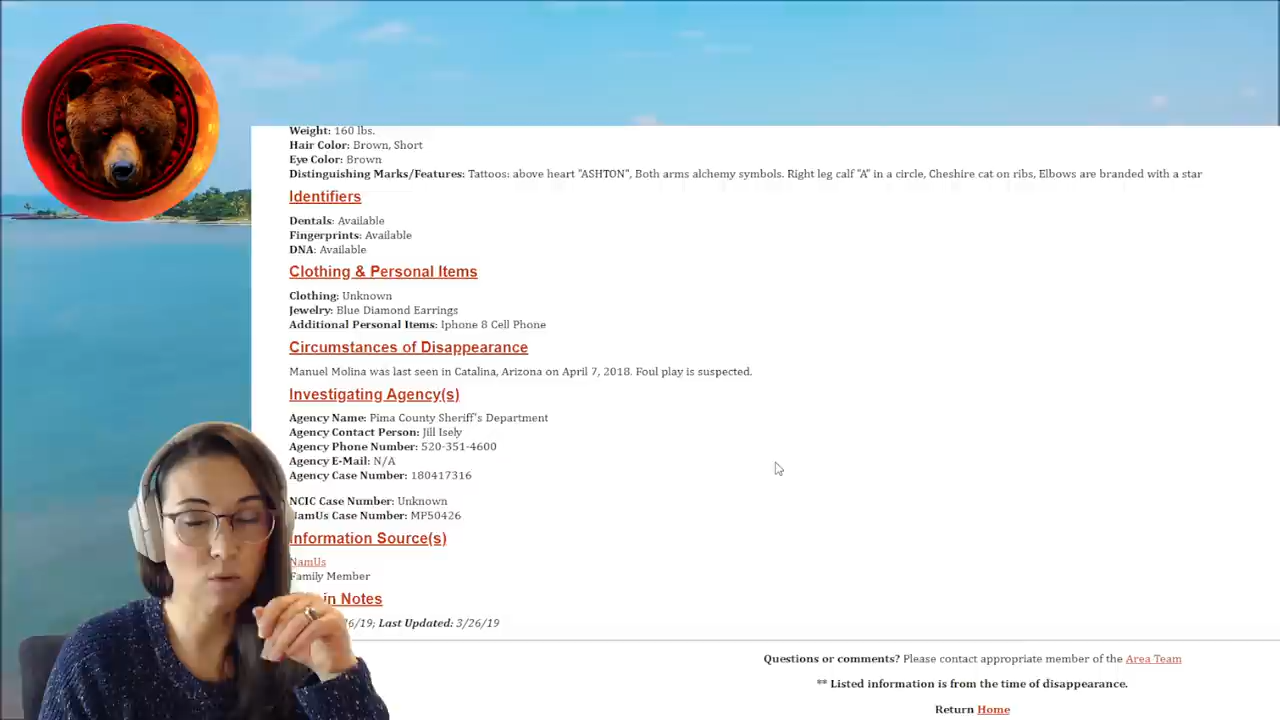 Weight: 160 lbs.
Hair Color: Brown, Short
Eye Color: Brown
Distinguishing Marks/Features: Tattoos: above heart "ASHTON", Both arms alchemy symbols. Right leg calf "A" in a circle, Cheshire cat on ribs, Elbows are branded with a star
Identifiers
Dentals: Available
Fingerprints: Available
DNA: Available
Clothing & Personal Items
Clothing: Unknown
Jewelry: Blue Diamond Earrings
Additional Personal Items: Iphone 8 Cell Phone
Circumstances of Disappearance
Manuel Molina was last seen in Catalina, Arizona on April 7, 2018. Foul play is suspected.
Investigating Agency(s)
Agency Name: Pima County Sheriff's Department
Agency Contact Person: Jill Isely
Agency Phone Number: 520-351-4600
Agency E-Mail: N/A
Agency Case Number: 180417316
NCIC Case Number: Unknown
NamUs Case Number: MP50426
Information Source(s)
NamUs
Family Member
in Notes
6/19; Last Updated: 3/26/19
Questions or comments? Please contact appropriate member of the Area Team
** Listed information is from the time of disappearance.
Return Home